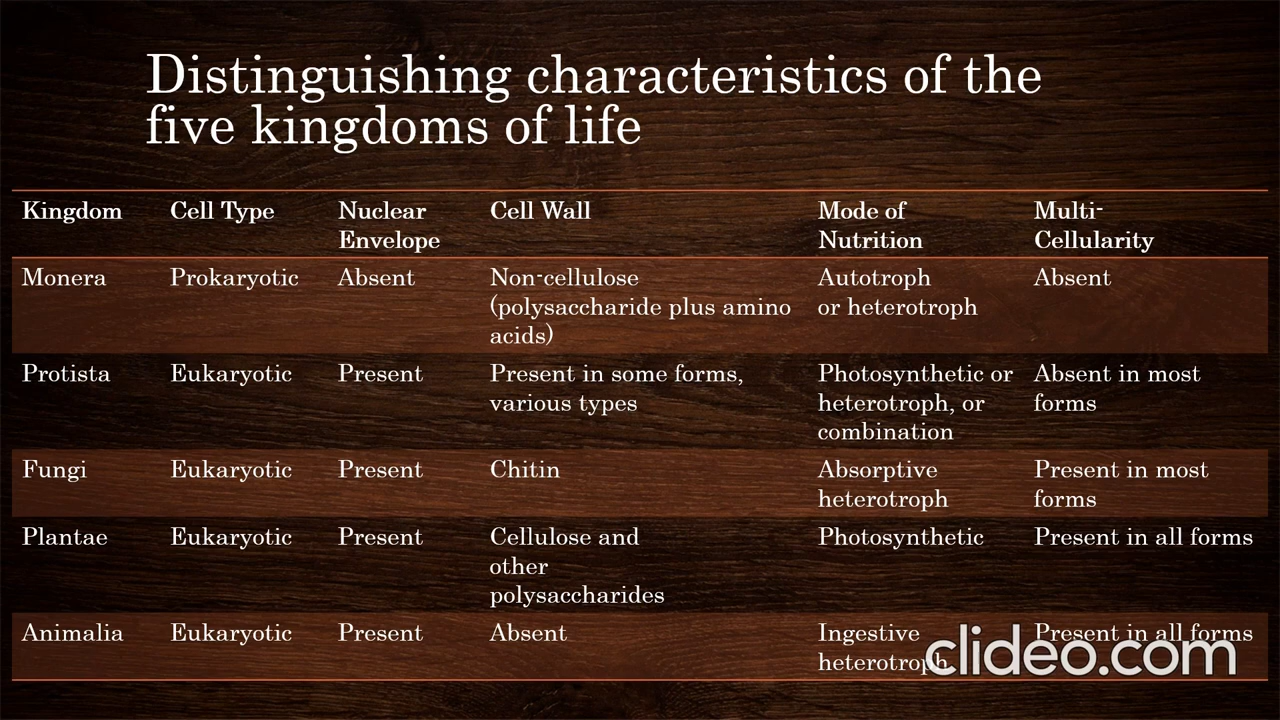 Distinguishing characteristics of the
five kingdoms of life
Kingdom Cell Type Nuclear Envelope Cell Wall Mode of Nutrition Multi-Cellularity
Monera Prokaryotic Absent Non-cellulose (polysaccharide plus amino acids) Autotroph or heterotroph Absent
Protista Eukaryotic Present Present in some forms, various types Photosynthetic or heterotroph, or combination Absent in most forms
Fungi Eukaryotic Present Chitin Absorptive heterotroph Present in most forms
Plantae Eukaryotic Present Cellulose and other polysaccharides Photosynthetic Present in all forms
Animalia Eukaryotic Present Absent Ingestive heterotroph Present in all forms
clideo.com